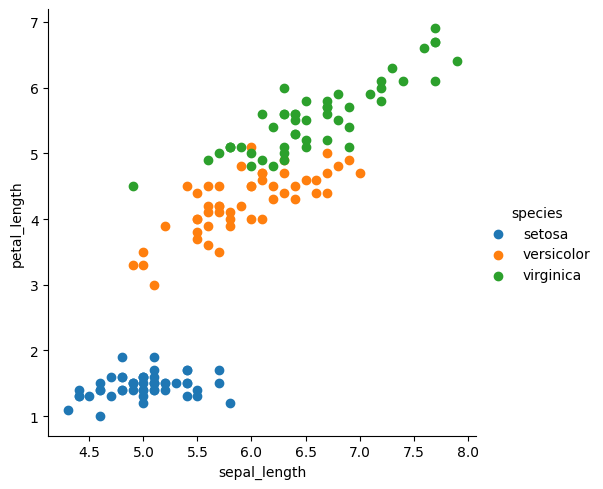 7
6
5
4
3
2
1
petal_length
4.5 5.0 5.5 6.0 6.5 7.0 7.5 8.0
sepal_length
species
setosa
versicolor
virginica